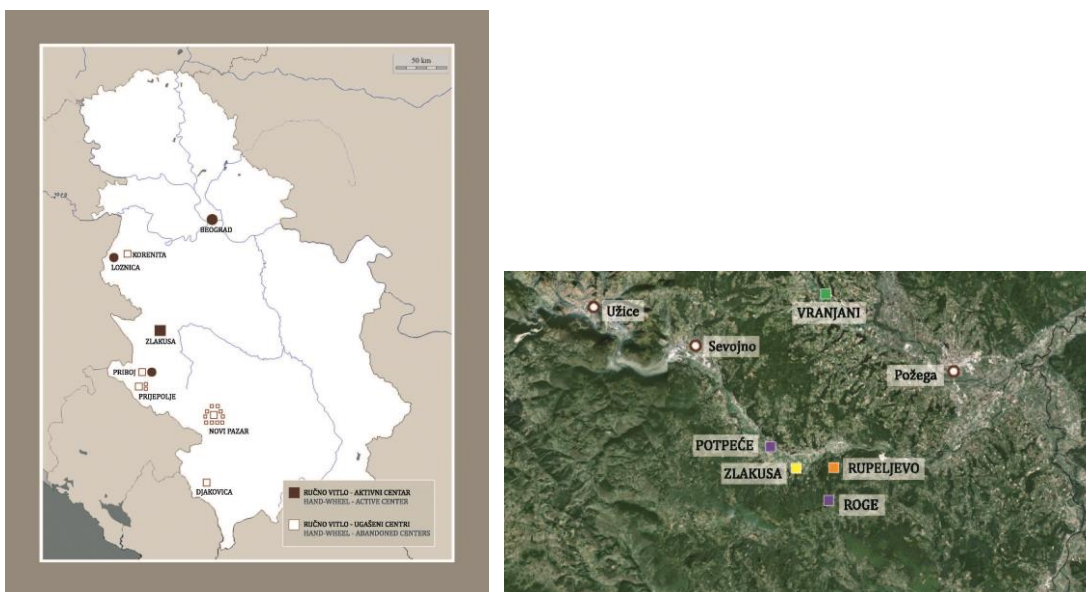 50 km
BEOGRAD
KORENITA
LOZNICA
ZLAKUSA
PRIBOJ
PRIJEPOLJE
NOVI PAZAR
DJAKOVICA
RUČNO VITLO - AKTIVNI CENTAR
HAND-WHEEL - ACTIVE CENTER
RUČNO VITLO - UGAŠENI CENTRI
HAND-WHEEL - ABANDONED CENTERS
VRANJANI
Užice
Sevojno
Požega
POTPEĆE
ZLAKUSA
RUPELJEVO
ROGE